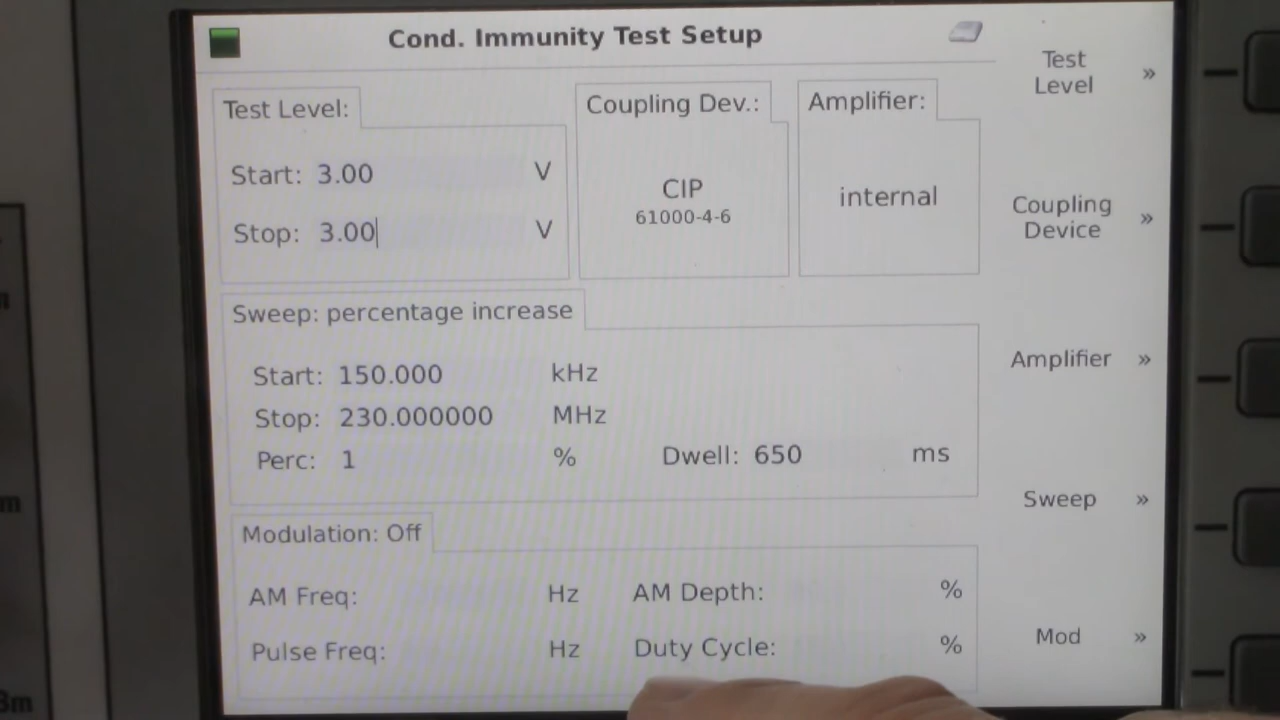 Cond. Immunity Test Setup
Test Level:
Start: 3.00 V
Stop: 3.00 V
Coupling Dev.:
CIP
61000-4-6
Amplifier:
internal
Sweep: percentage increase
Start: 150.000 kHz
Stop: 230.000000 MHz
Perc: 1 %
Dwell: 650 ms
Modulation: Off
AM Freq: Hz
AM Depth: %
Pulse Freq: Hz
Duty Cycle: %
Test
Level »
Coupling
Device »
Amplifier »
Sweep »
Mod »